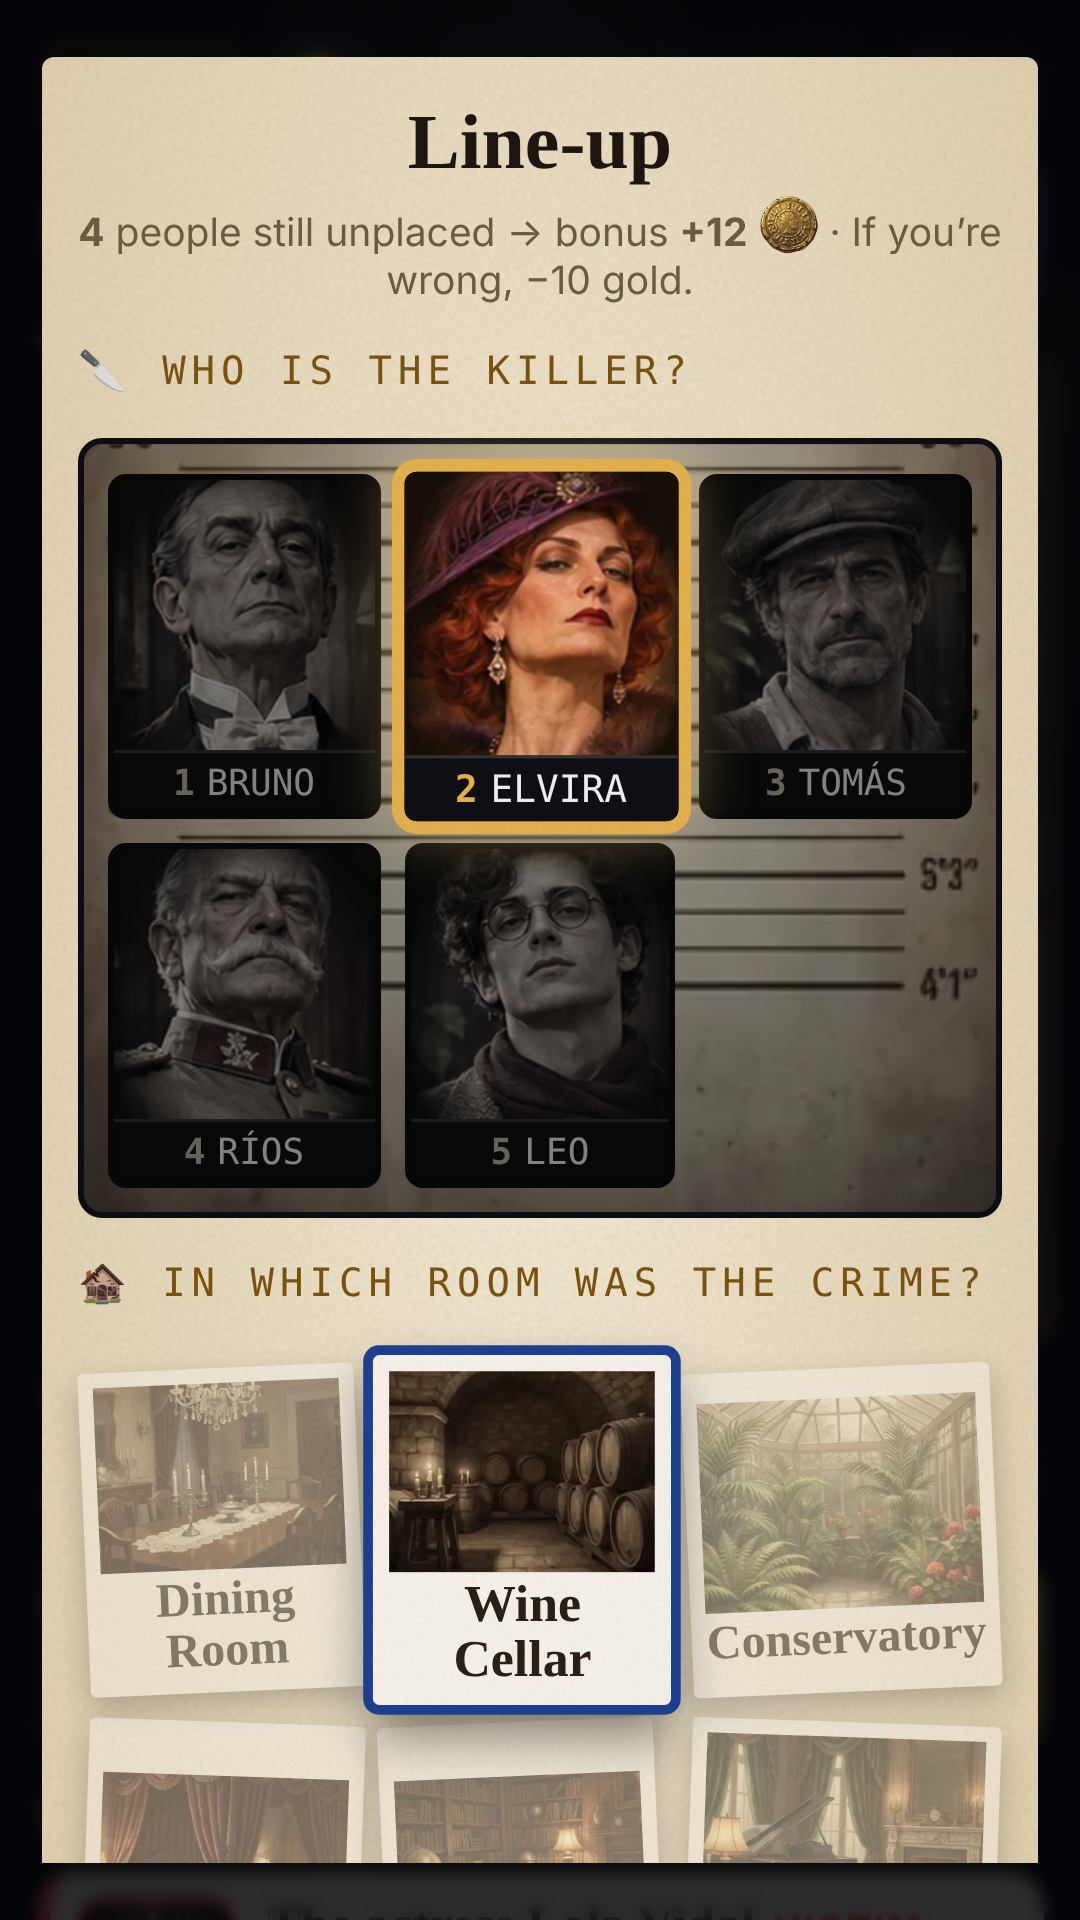 Line-up
4 people still unplaced → bonus +12 · If you’re
wrong, −10 gold.
WHO IS THE KILLER?
1 BRUNO
2 ELVIRA
3 TOMÁS
5'3"
4'1"
4 RÍOS
5 LEO
IN WHICH ROOM WAS THE CRIME?
Dining
Room
Wine
Cellar
Conservatory